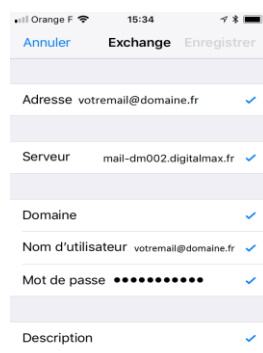 Orange F 15:34
Annuler Exchange Enregistrer
Adresse votremail@domaine.fr
Serveur mail-dm002.digitalmax.fr
Domaine
Nom d'utilisateur votremail@domaine.fr
Mot de passe ●●●●●●●●●●●
Description